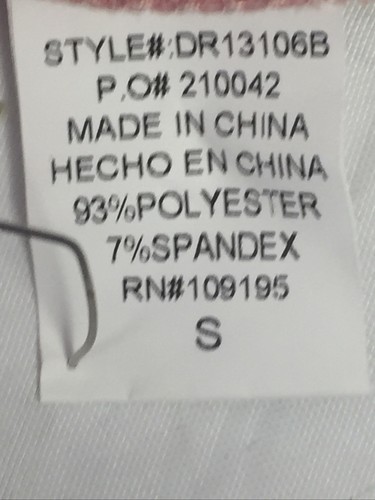 STYLE#:DR13106B
P.O# 210042
MADE IN CHINA
HECHO EN CHINA
93%POLYESTER
7%SPANDEX
RN#109195
S